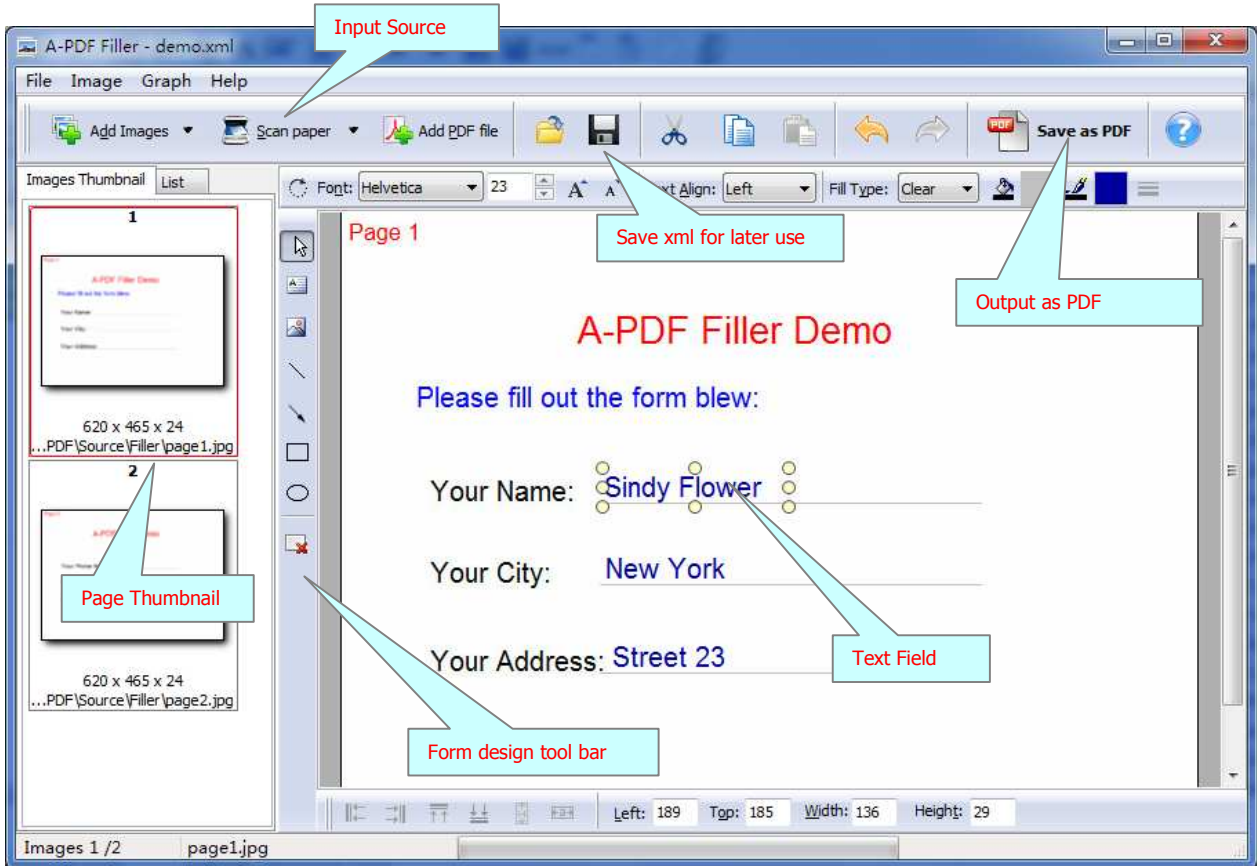 Input Source
A-PDF Filler - demo.xml
File Image Graph Help
Add Images Scan paper Add PDF file Save as PDF
Images Thumbnail List
Font: Helvetica 23 Align: Left Fill Type: Clear
1
Page 1
Save xml for later use
Output as PDF
A-PDF Filler Demo
Please fill out the form blew:
620 x 465 x 24
...PDF\Source\Filler\page1.jpg
2
Your Name: Sindy Flower
Your City: New York
Page Thumbnail
Your Address: Street 23
Text Field
620 x 465 x 24
...PDF\Source\Filler\page2.jpg
Form design tool bar
Left: 189 Top: 185 Width: 136 Height: 29
Images 1 /2 page1.jpg